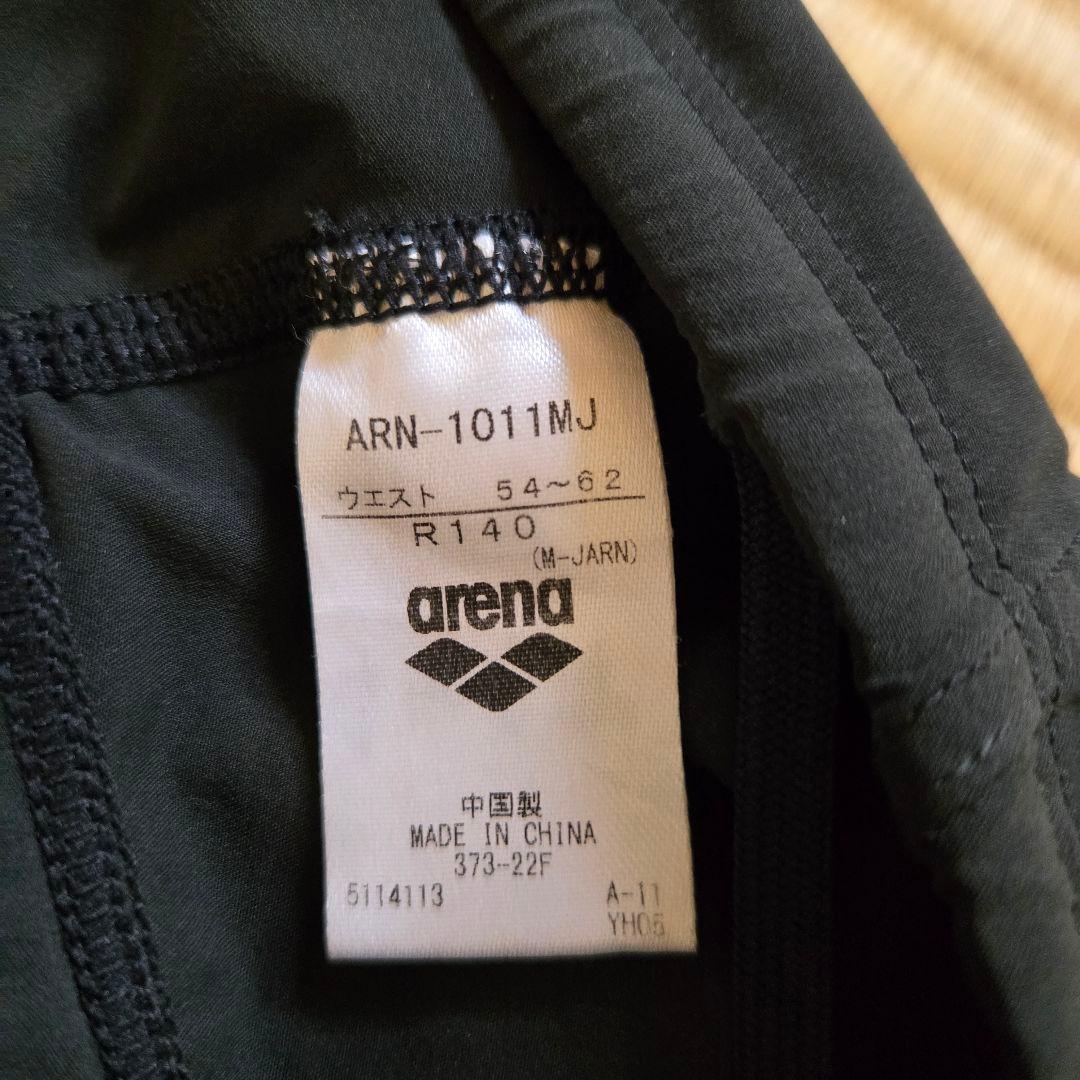 ARN-1011MJ
ウエスト 54~62
R140
(M-JARN)
arena
中国製
MADE IN CHINA
373-22F
5114113 A-11
YH05